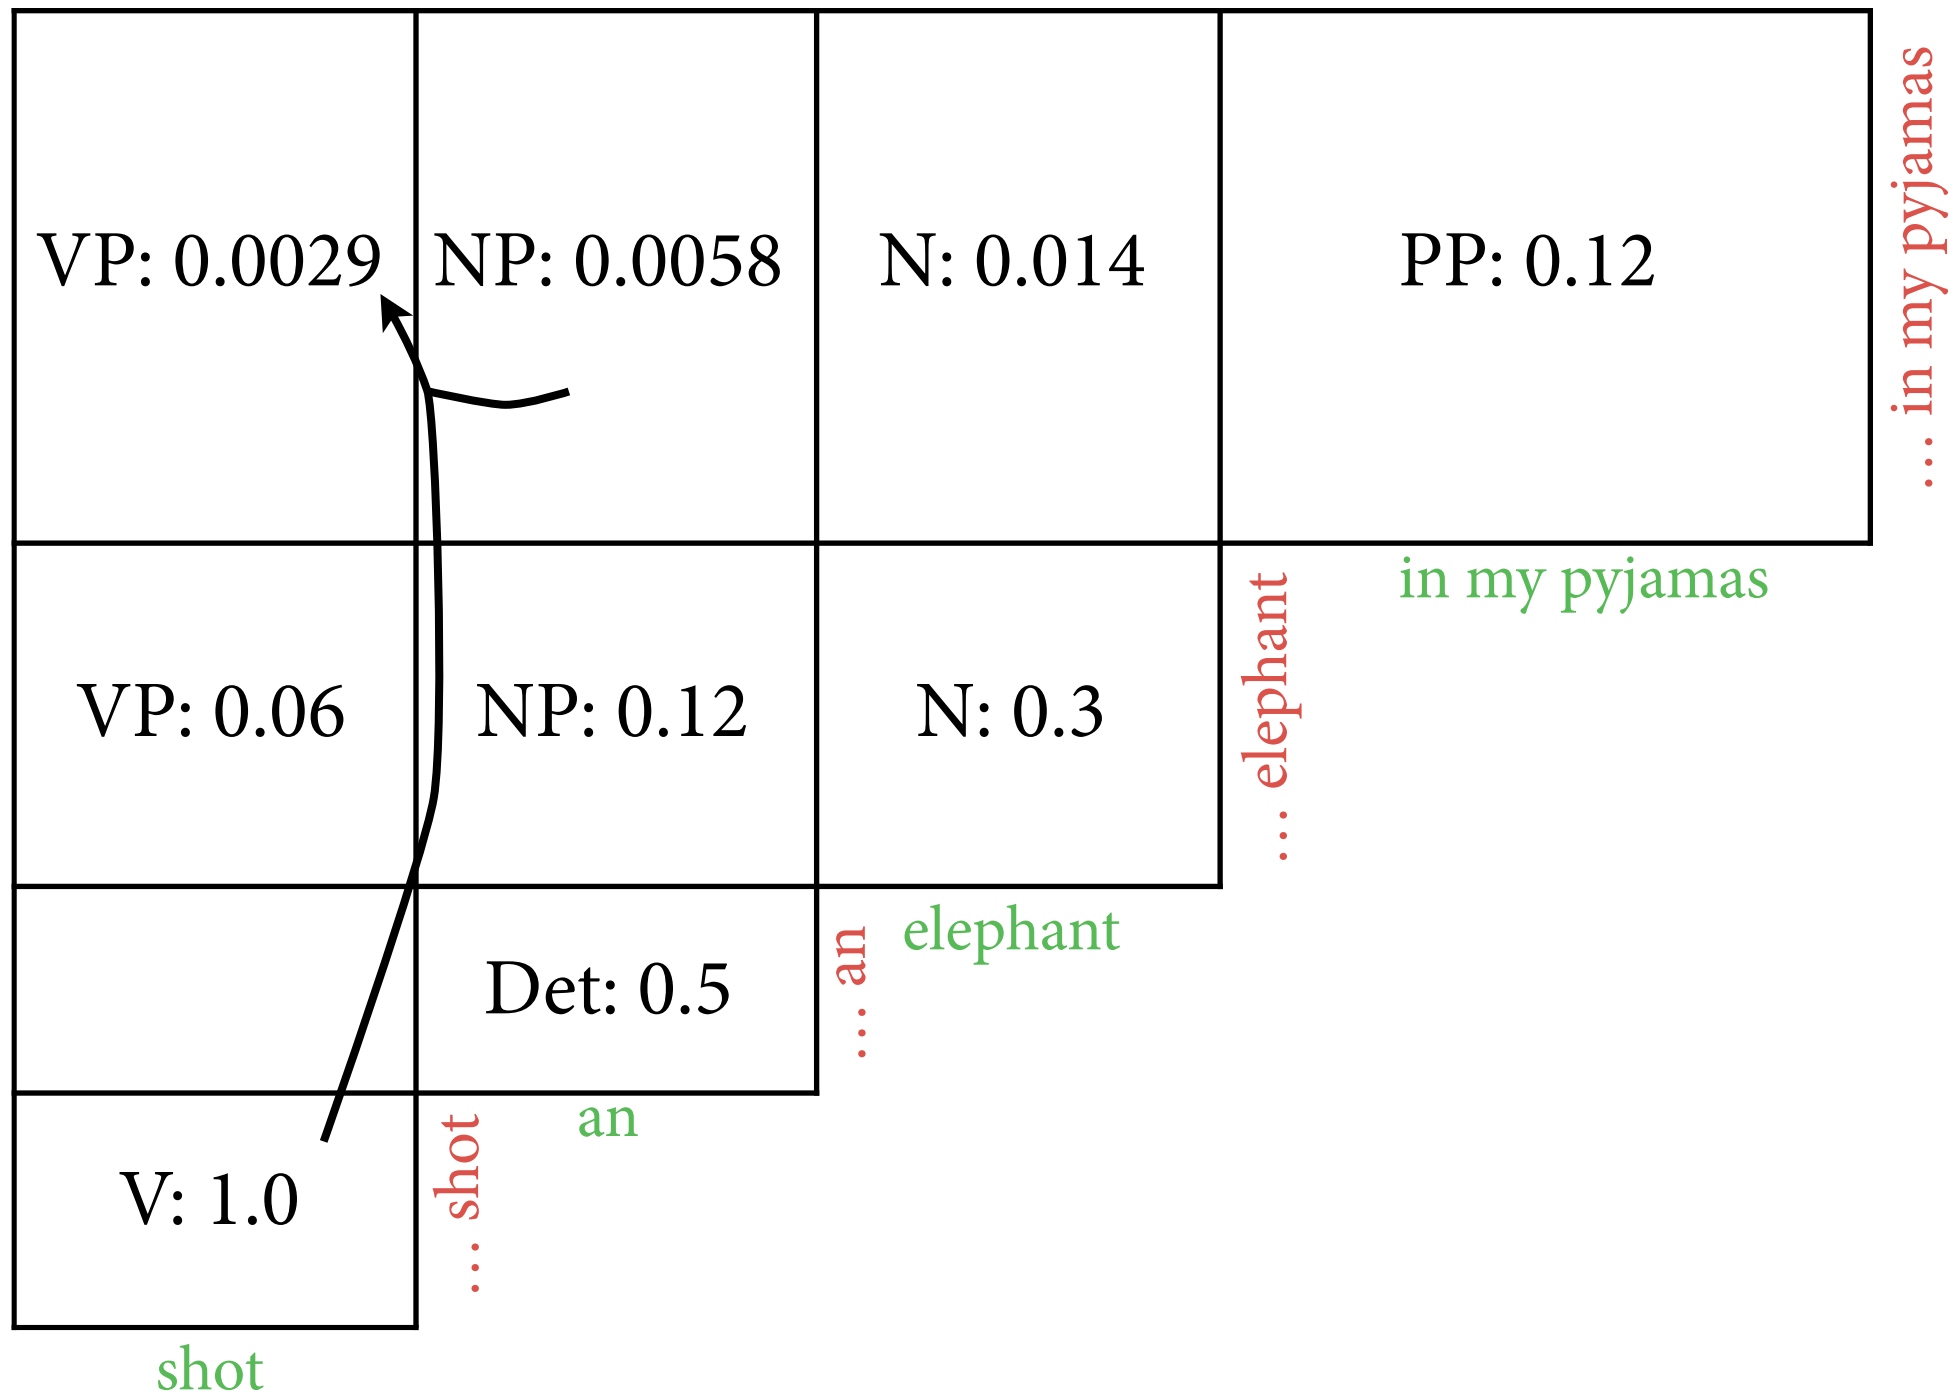 VP: 0.0029 NP: 0.0058 N: 0.014 PP: 0.12
... in my pyjamas
in my pyjamas
VP: 0.06 NP: 0.12 N: 0.3
... elephant
elephant
Det: 0.5
... an
an
V: 1.0
... shot
shot